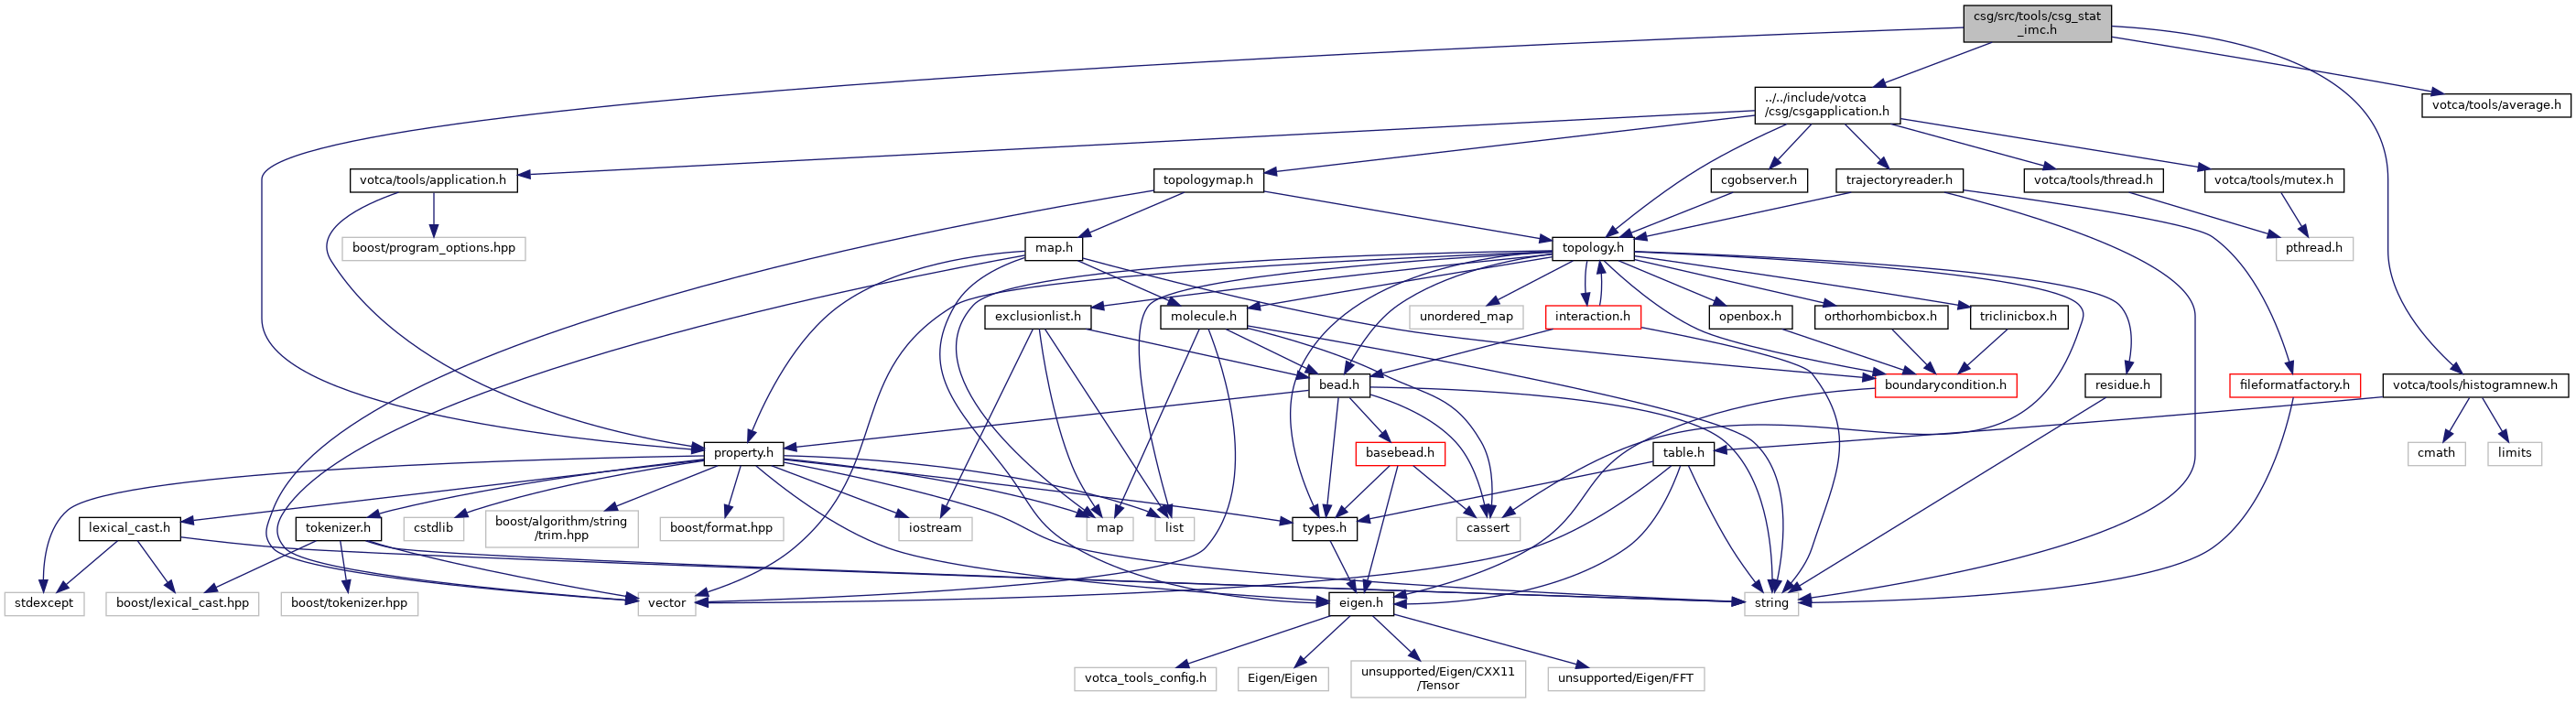 csg/src/tools/csg_stat
_imc.h
../../include/votca
/csg/csgapplication.h
votca/tools/average.h
votca/tools/application.h
topologymap.h
cgobserver.h
trajectoryreader.h
votca/tools/thread.h
votca/tools/mutex.h
boost/program_options.hpp
map.h
topology.h
pthread.h
exclusionlist.h
molecule.h
unordered_map
interaction.h
openbox.h
orthorhombicbox.h
triclinicbox.h
bead.h
boundarycondition.h
residue.h
fileformatfactory.h
votca/tools/histogramnew.h
property.h
basebead.h
table.h
cmath
limits
lexical_cast.h
tokenizer.h
cstdlib
boost/algorithm/string
/trim.hpp
boost/format.hpp
iostream
map
list
types.h
cassert
stdexcept
boost/lexical_cast.hpp
boost/tokenizer.hpp
vector
eigen.h
string
votca_tools_config.h
Eigen/Eigen
unsupported/Eigen/CXX11
/Tensor
unsupported/Eigen/FFT